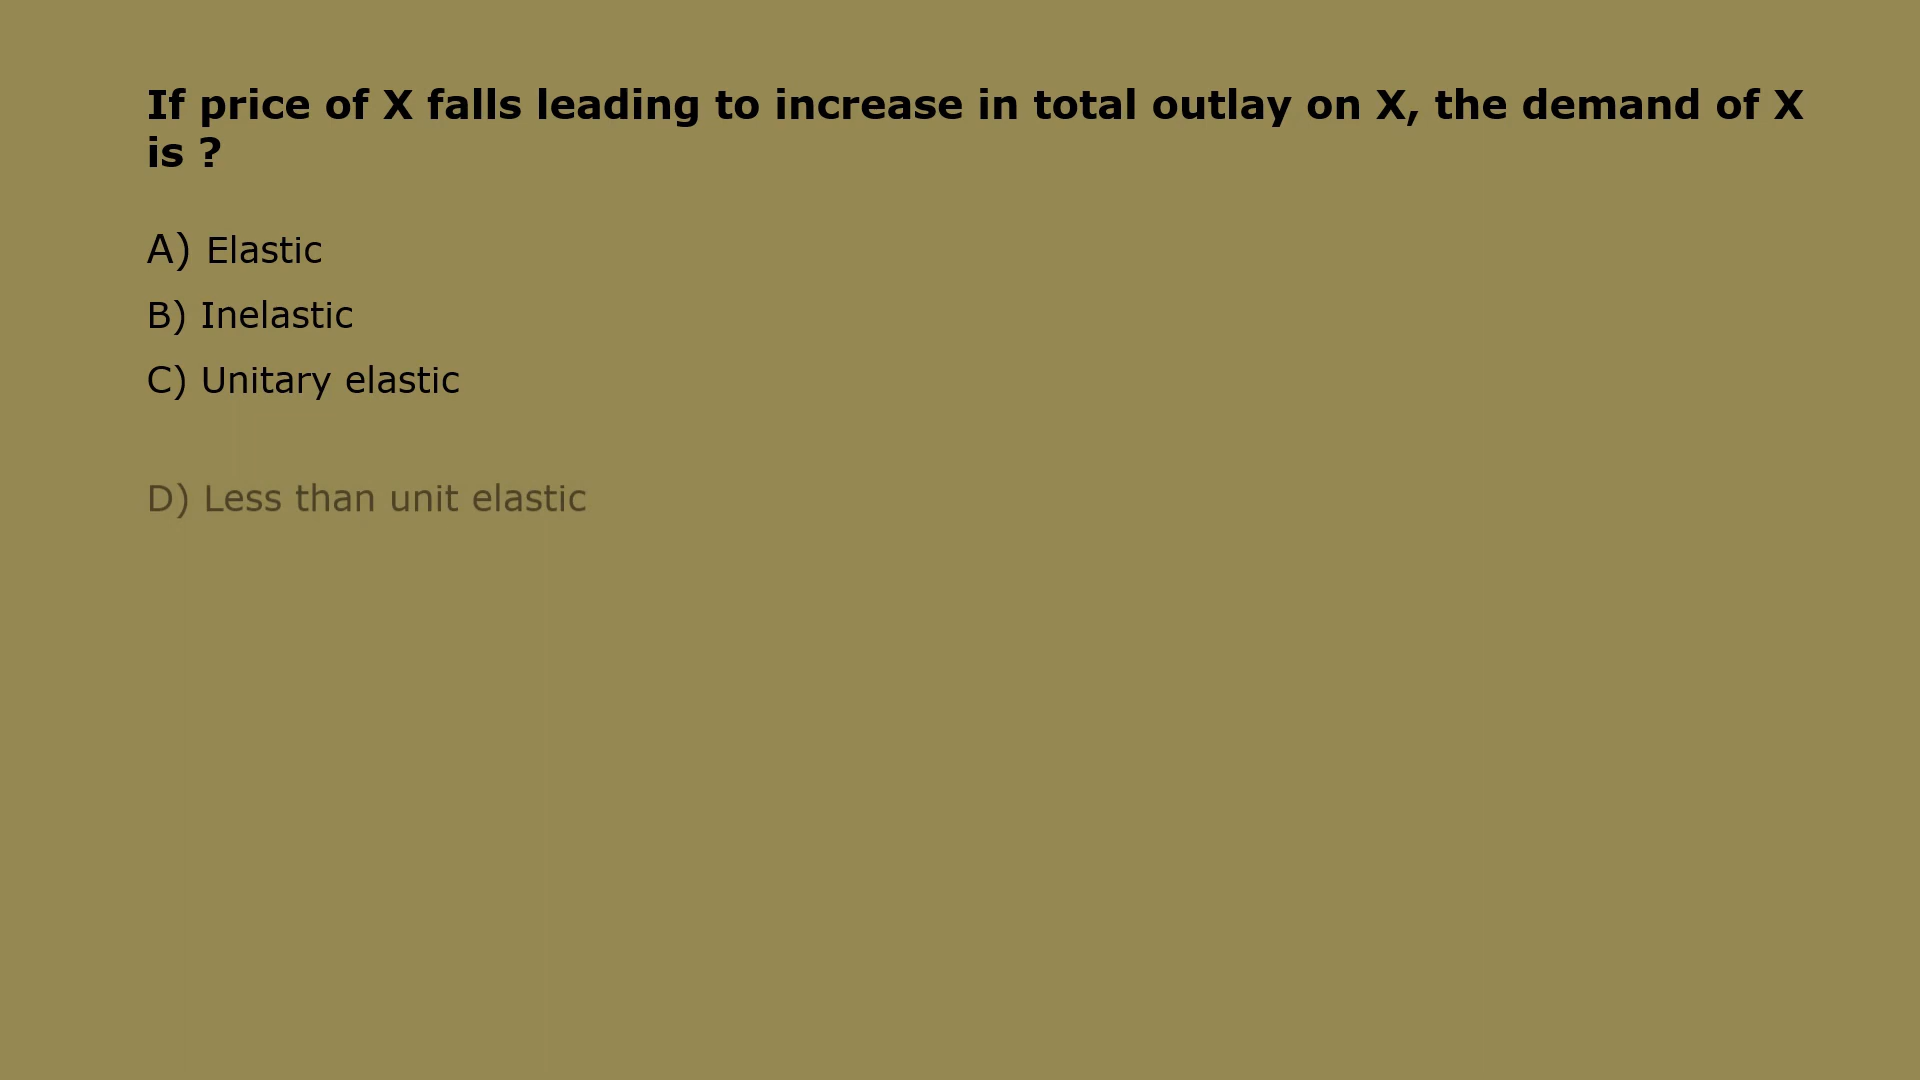 If price of X falls leading to increase in total outlay on X, the demand of X
is ?
A) Elastic
B) Inelastic
C) Unitary elastic
D) Less than unit elastic